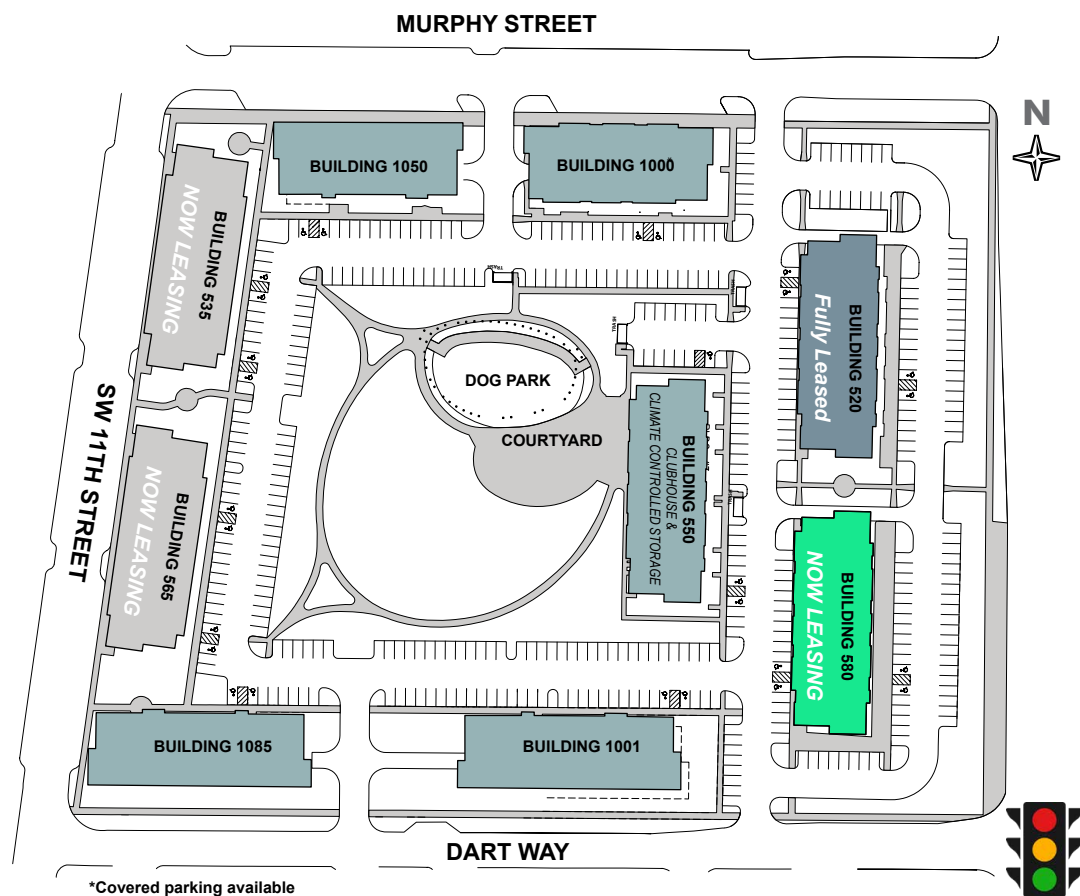 MURPHY STREET
N
BUILDING 1050
BUILDING 1000
BUILDING 535
NOW LEASING
TRASH
TRASH
BUILDING 520
Fully Leased
DOG PARK
COURTYARD
BUILDING 550
CLUBHOUSE &
CLIMATE CONTROLLED STORAGE
SW 11TH STREET
BUILDING 565
NOW LEASING
BUILDING 580
NOW LEASING
BUILDING 1085
BUILDING 1001
DART WAY
*Covered parking available